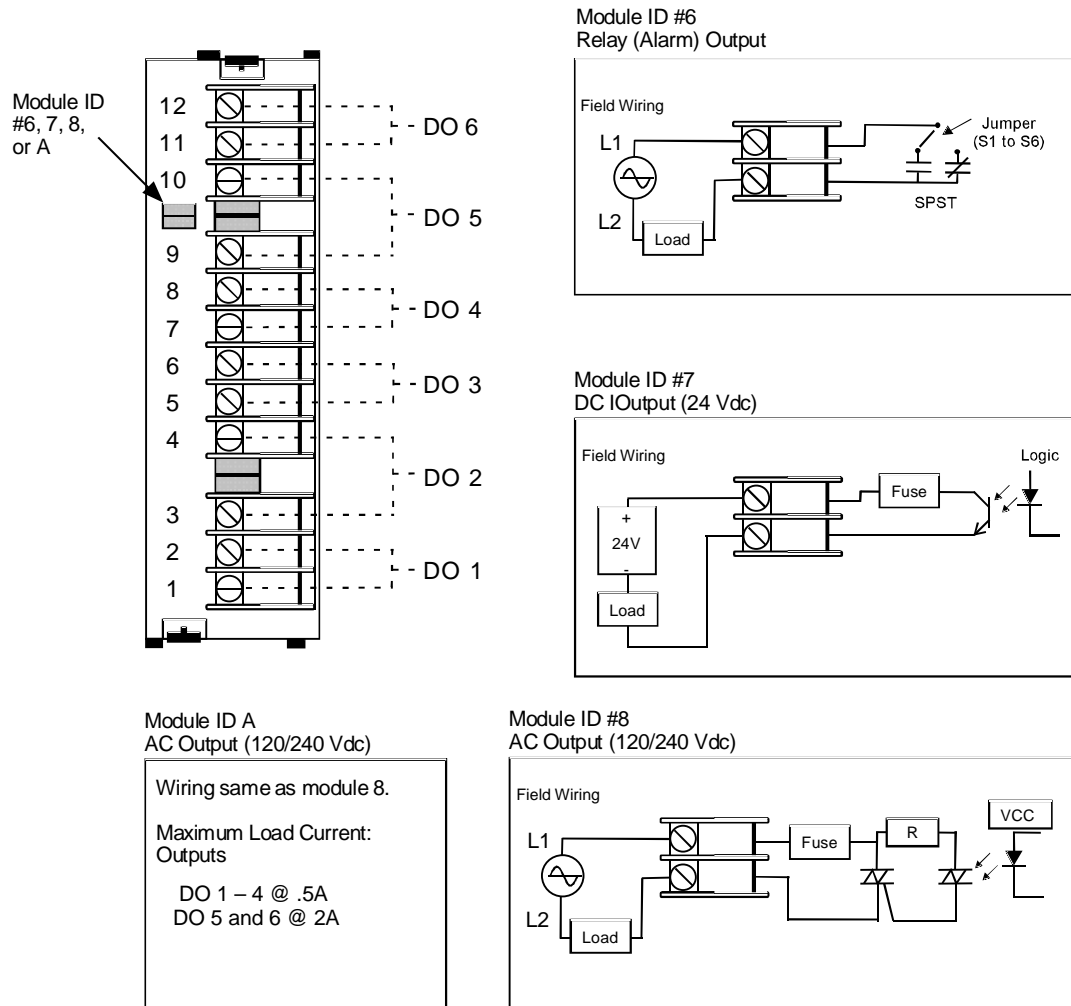 Module ID
#6, 7, 8,
or A
12
11
10
9
8
7
6
5
4
3
2
1
DO 6
DO 5
DO 4
DO 3
DO 2
DO 1
Module ID #6
Relay (Alarm) Output
Field Wiring
L1
L2
Load
Jumper
(S1 to S6)
SPST
Module ID #7
DC IOutput (24 Vdc)
Field Wiring
+
24V
-
Load
Fuse
Logic
Module ID A
AC Output (120/240 Vdc)
Wiring same as module 8.
Maximum Load Current:
Outputs
DO 1 – 4 @ .5A
DO 5 and 6 @ 2A
Module ID #8
AC Output (120/240 Vdc)
Field Wiring
L1
L2
Load
Fuse
R
VCC